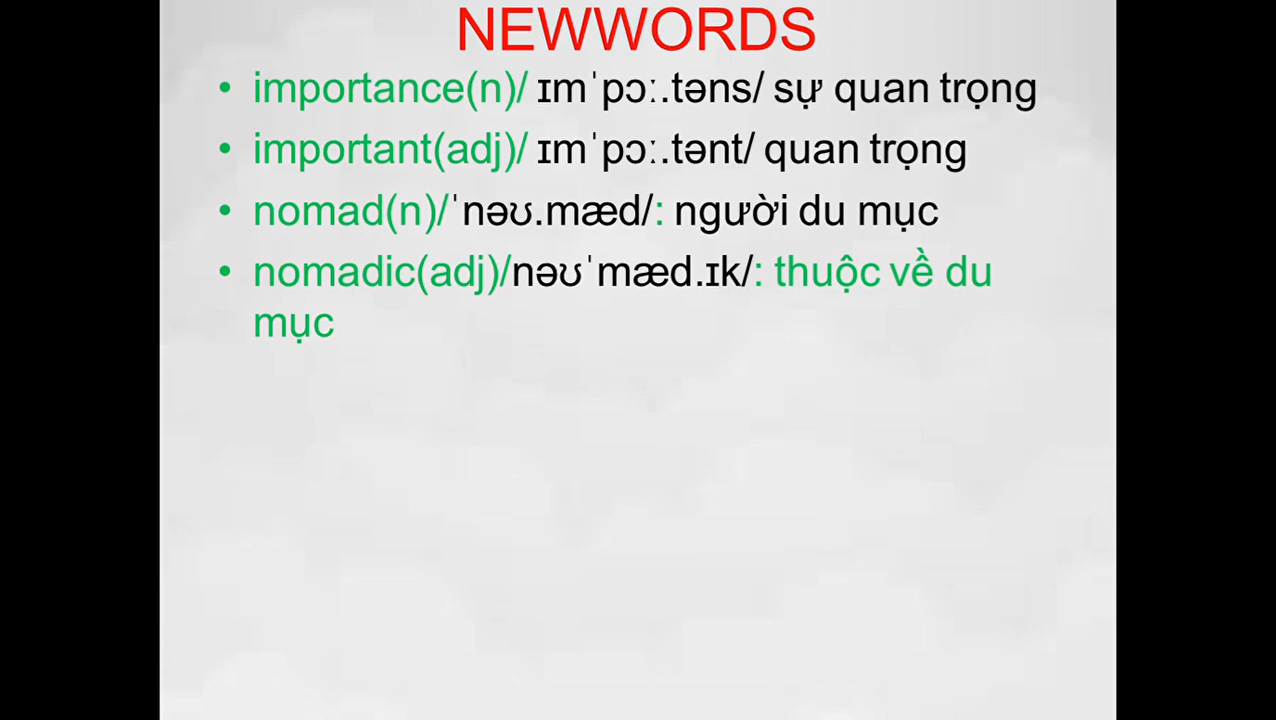 NEWWORDS
• importance(n)/ ɪmˈpɔː.təns/ sự quan trọng
• important(adj)/ ɪmˈpɔː.tənt/ quan trọng
• nomad(n)/ˈnəʊ.mæd/: người du mục
• nomadic(adj)/nəʊˈmæd.ɪk/: thuộc về du
mục